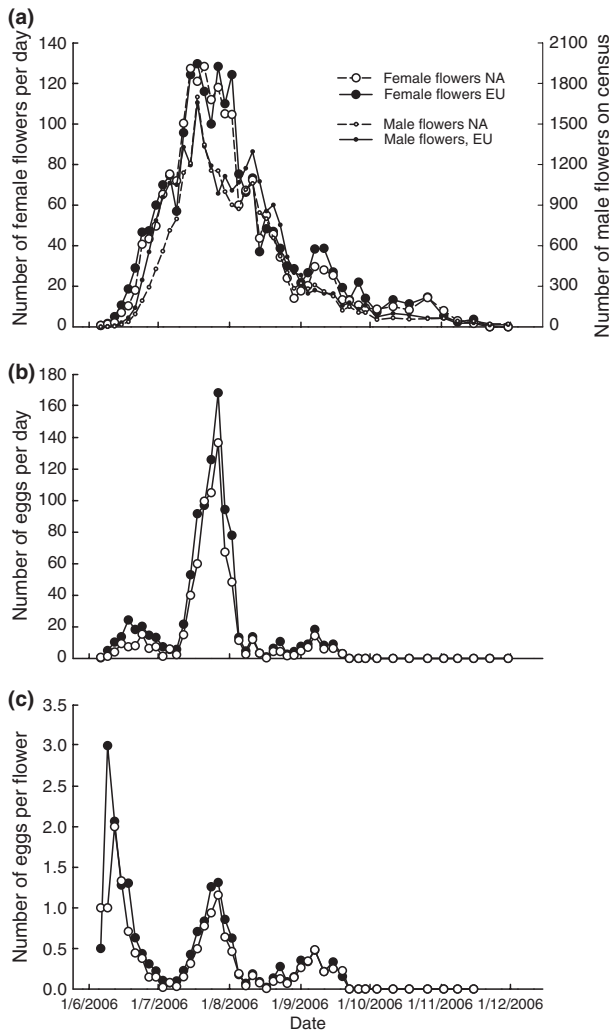 (a)
140
120
100
80
60
40
20
0
Number of female flowers per day
2100
1800
1500
1200
900
600
300
0
Number of male flowers on census
Female flowers NA
Female flowers EU
Male flowers NA
Male flowers, EU
(b)
180
160
140
120
100
80
60
40
20
0
Number of eggs per day
(c)
3.5
3.0
2.5
2.0
1.5
1.0
0.5
0.0
Number of eggs per flower
1/6/2006 1/7/2006 1/8/2006 1/9/2006 1/10/2006 1/11/2006 1/12/2006
Date